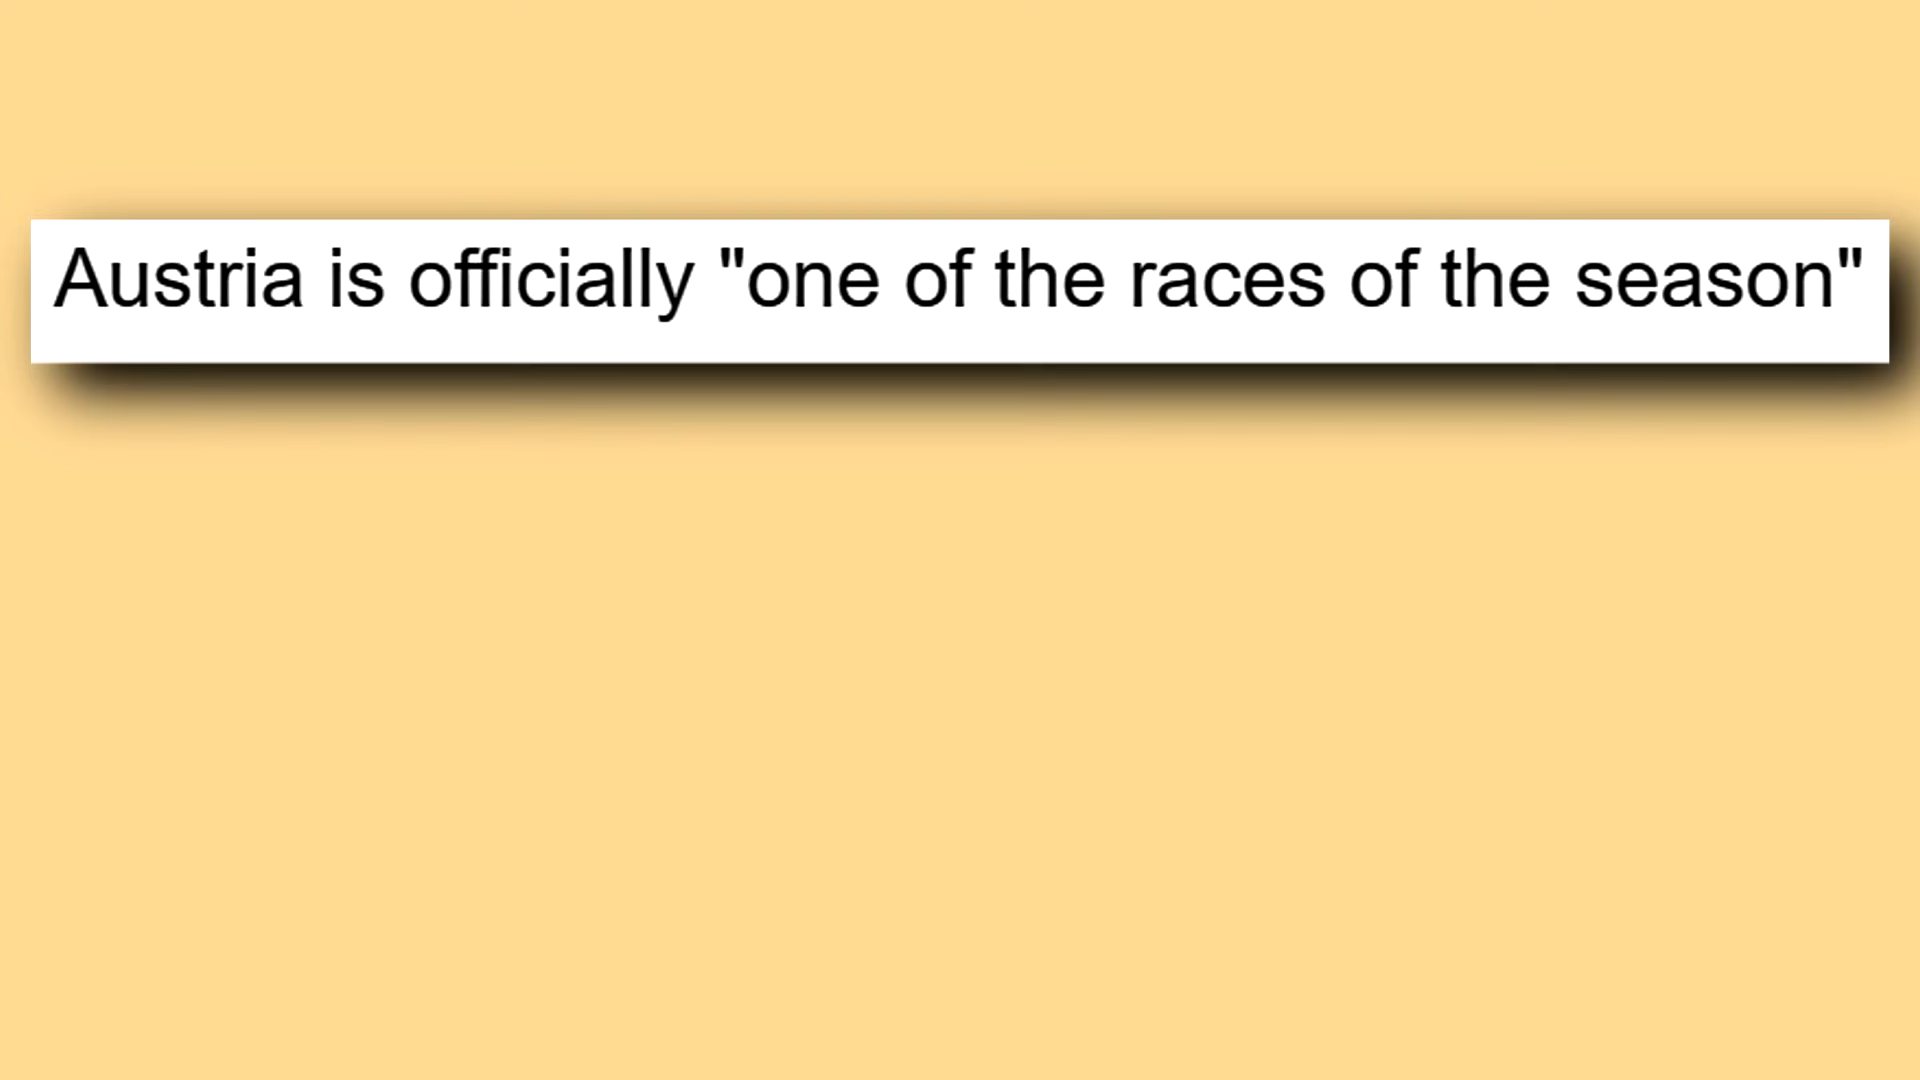 Austria is officially "one of the races of the season"